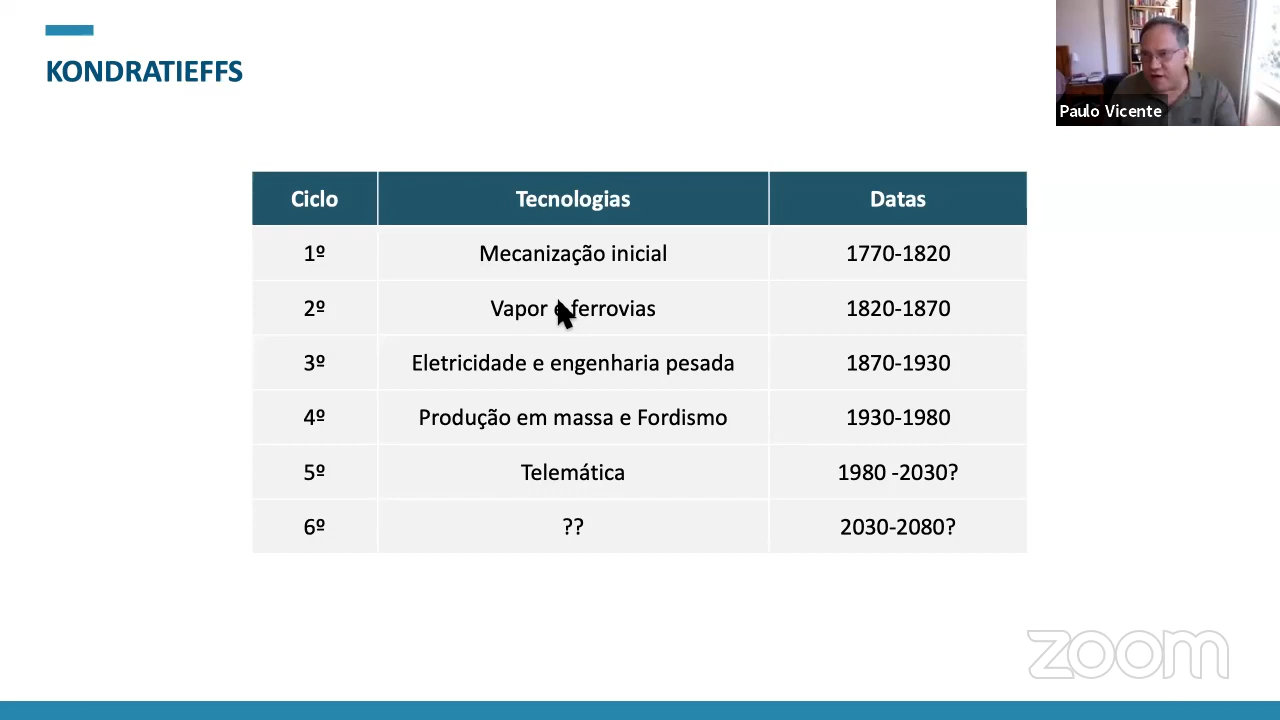 KONDRATIEFFS
Paulo Vicente
Ciclo Tecnologias Datas
1º Mecanização inicial 1770-1820
2º Vapor e ferrovias 1820-1870
3º Eletricidade e engenharia pesada 1870-1930
4º Produção em massa e Fordismo 1930-1980
5º Telemática 1980 -2030?
6º ?? 2030-2080?
zoom